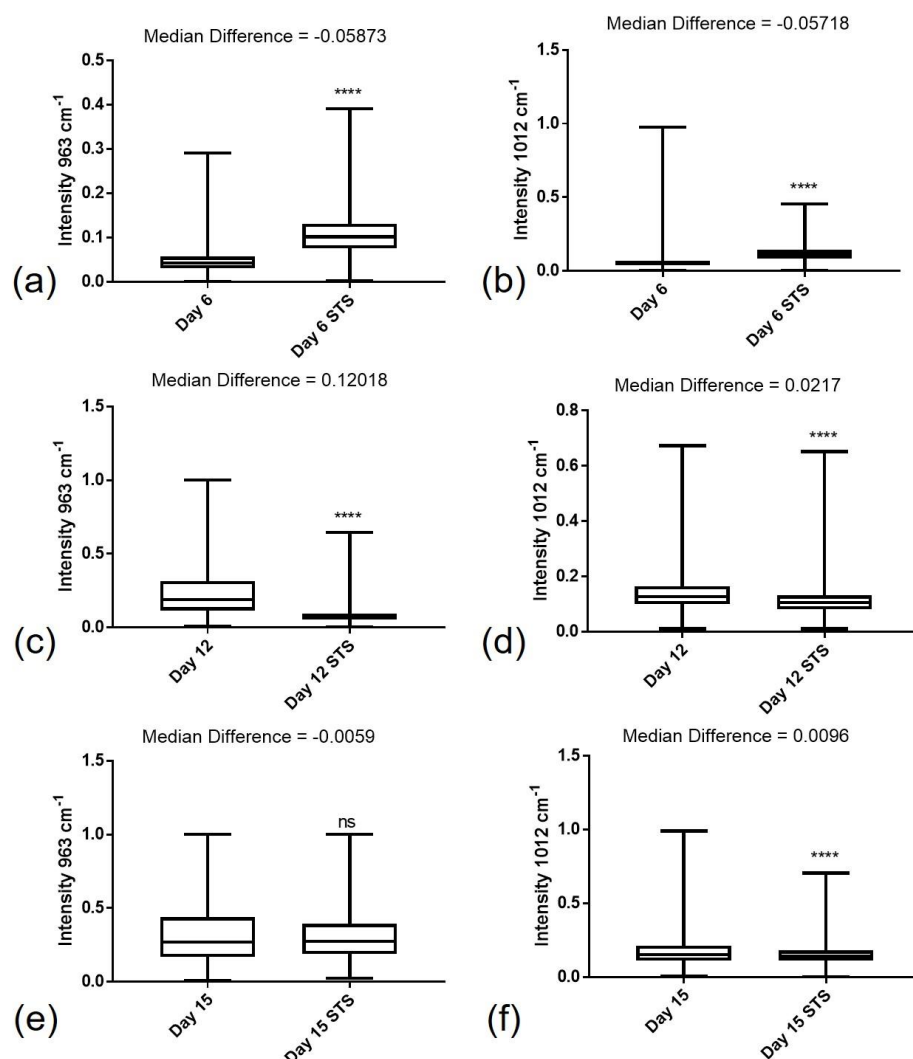 Median Difference = -0.05873
Intensity 963 cm⁻¹
0.5
0.4
0.3
0.2
0.1
0.0
****
Day 6
Day 6 STS
(a)
Median Difference = -0.05718
Intensity 1012 cm⁻¹
1.5
1.0
0.5
0.0
****
Day 6
Day 6 STS
(b)
Median Difference = 0.12018
Intensity 963 cm⁻¹
1.5
1.0
0.5
0.0
****
Day 12
Day 12 STS
(c)
Median Difference = 0.0217
Intensity 1012 cm⁻¹
0.8
0.6
0.4
0.2
0.0
****
Day 12
Day 12 STS
(d)
Median Difference = -0.0059
Intensity 963 cm⁻¹
1.5
1.0
0.5
0.0
ns
Day 15
Day 15 STS
(e)
Median Difference = 0.0096
Intensity 1012 cm⁻¹
1.5
1.0
0.5
0.0
****
Day 15
Day 15 STS
(f)